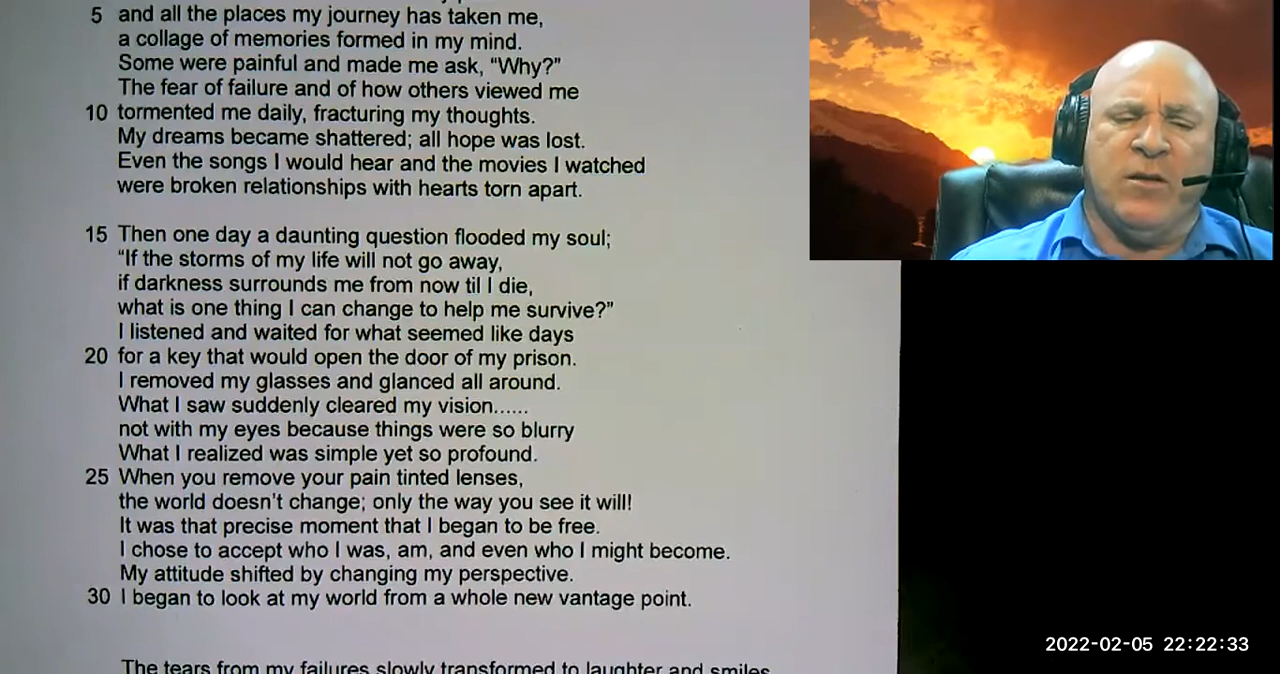 5 and all the places my journey has taken me,
a collage of memories formed in my mind.
Some were painful and made me ask, “Why?”
The fear of failure and of how others viewed me
10 tormented me daily, fracturing my thoughts.
My dreams became shattered; all hope was lost.
Even the songs I would hear and the movies I watched
were broken relationships with hearts torn apart.
15 Then one day a daunting question flooded my soul;
“If the storms of my life will not go away,
if darkness surrounds me from now til I die,
what is one thing I can change to help me survive?”
I listened and waited for what seemed like days
20 for a key that would open the door of my prison.
I removed my glasses and glanced all around.
What I saw suddenly cleared my vision......
not with my eyes because things were so blurry
What I realized was simple yet so profound.
25 When you remove your pain tinted lenses,
the world doesn't change; only the way you see it will!
It was that precise moment that I began to be free.
I chose to accept who I was, am, and even who I might become.
My attitude shifted by changing my perspective.
30 I began to look at my world from a whole new vantage point.
The tears from my failures slowly transformed to laughter and smiles
2022-02-05 22:22:33